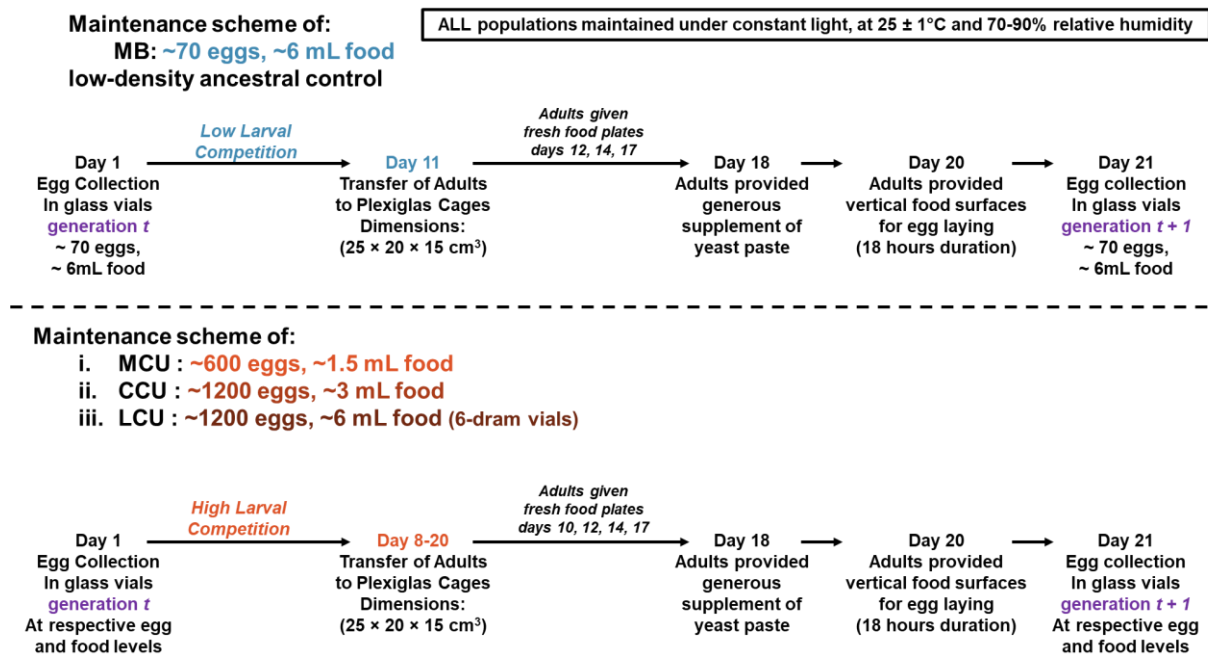 Maintenance scheme of:
MB: ~70 eggs, ~6 mL food
low-density ancestral control
ALL populations maintained under constant light, at 25 ± 1°C and 70-90% relative humidity
Low Larval
Competition
Adults given
fresh food plates
days 12, 14, 17
Day 1
Egg Collection
In glass vials
generation t
~ 70 eggs,
~ 6mL food
Day 11
Transfer of Adults
to Plexiglas Cages
Dimensions:
(25 × 20 × 15 cm³)
Day 18
Adults provided
generous
supplement of
yeast paste
Day 20
Adults provided
vertical food surfaces
for egg laying
(18 hours duration)
Day 21
Egg collection
In glass vials
generation t + 1
~ 70 eggs,
~ 6mL food
Maintenance scheme of:
i. MCU : ~600 eggs, ~1.5 mL food
ii. CCU : ~1200 eggs, ~3 mL food
iii. LCU : ~1200 eggs, ~6 mL food (6-dram vials)
High Larval
Competition
Adults given
fresh food plates
days 10, 12, 14, 17
Day 1
Egg Collection
In glass vials
generation t
At respective egg
and food levels
Day 8-20
Transfer of Adults
to Plexiglas Cages
Dimensions:
(25 × 20 × 15 cm³)
Day 18
Adults provided
generous
supplement of
yeast paste
Day 20
Adults provided
vertical food surfaces
for egg laying
(18 hours duration)
Day 21
Egg collection
In glass vials
generation t + 1
At respective egg
and food levels